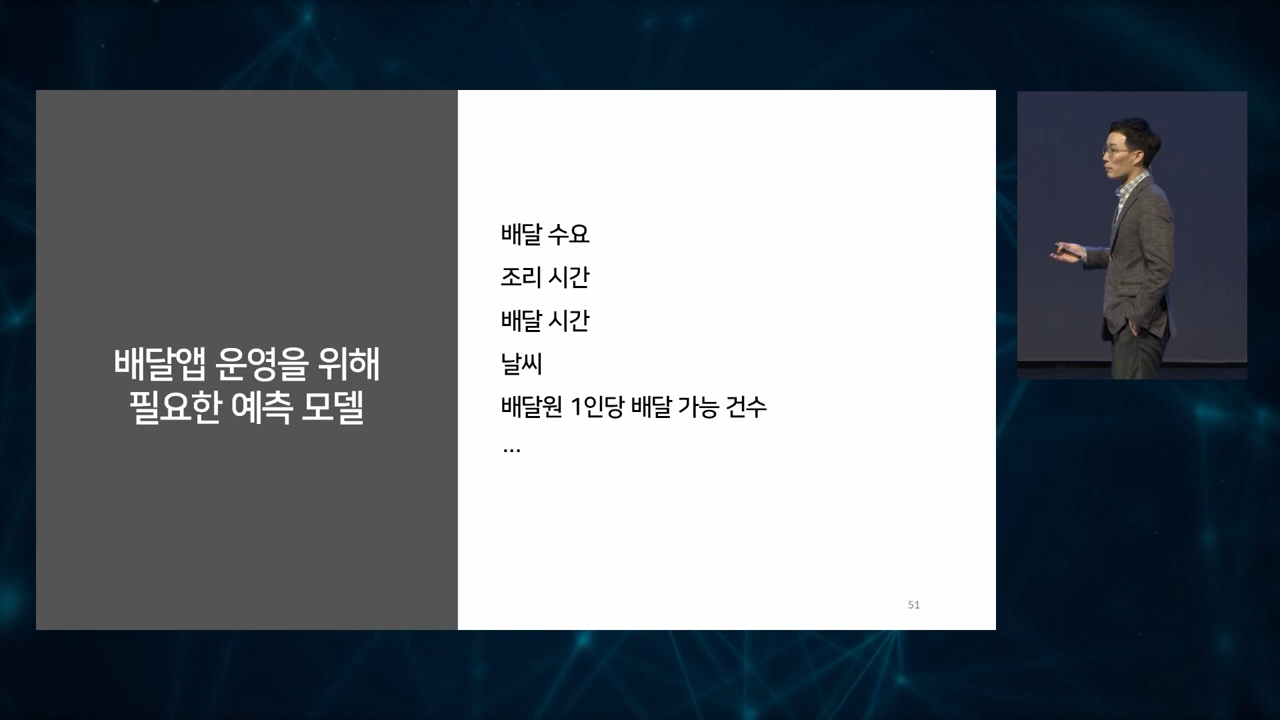 배달앱 운영을 위해
필요한 예측 모델
배달 수요
조리 시간
배달 시간
날씨
배달원 1인당 배달 가능 건수
...
51